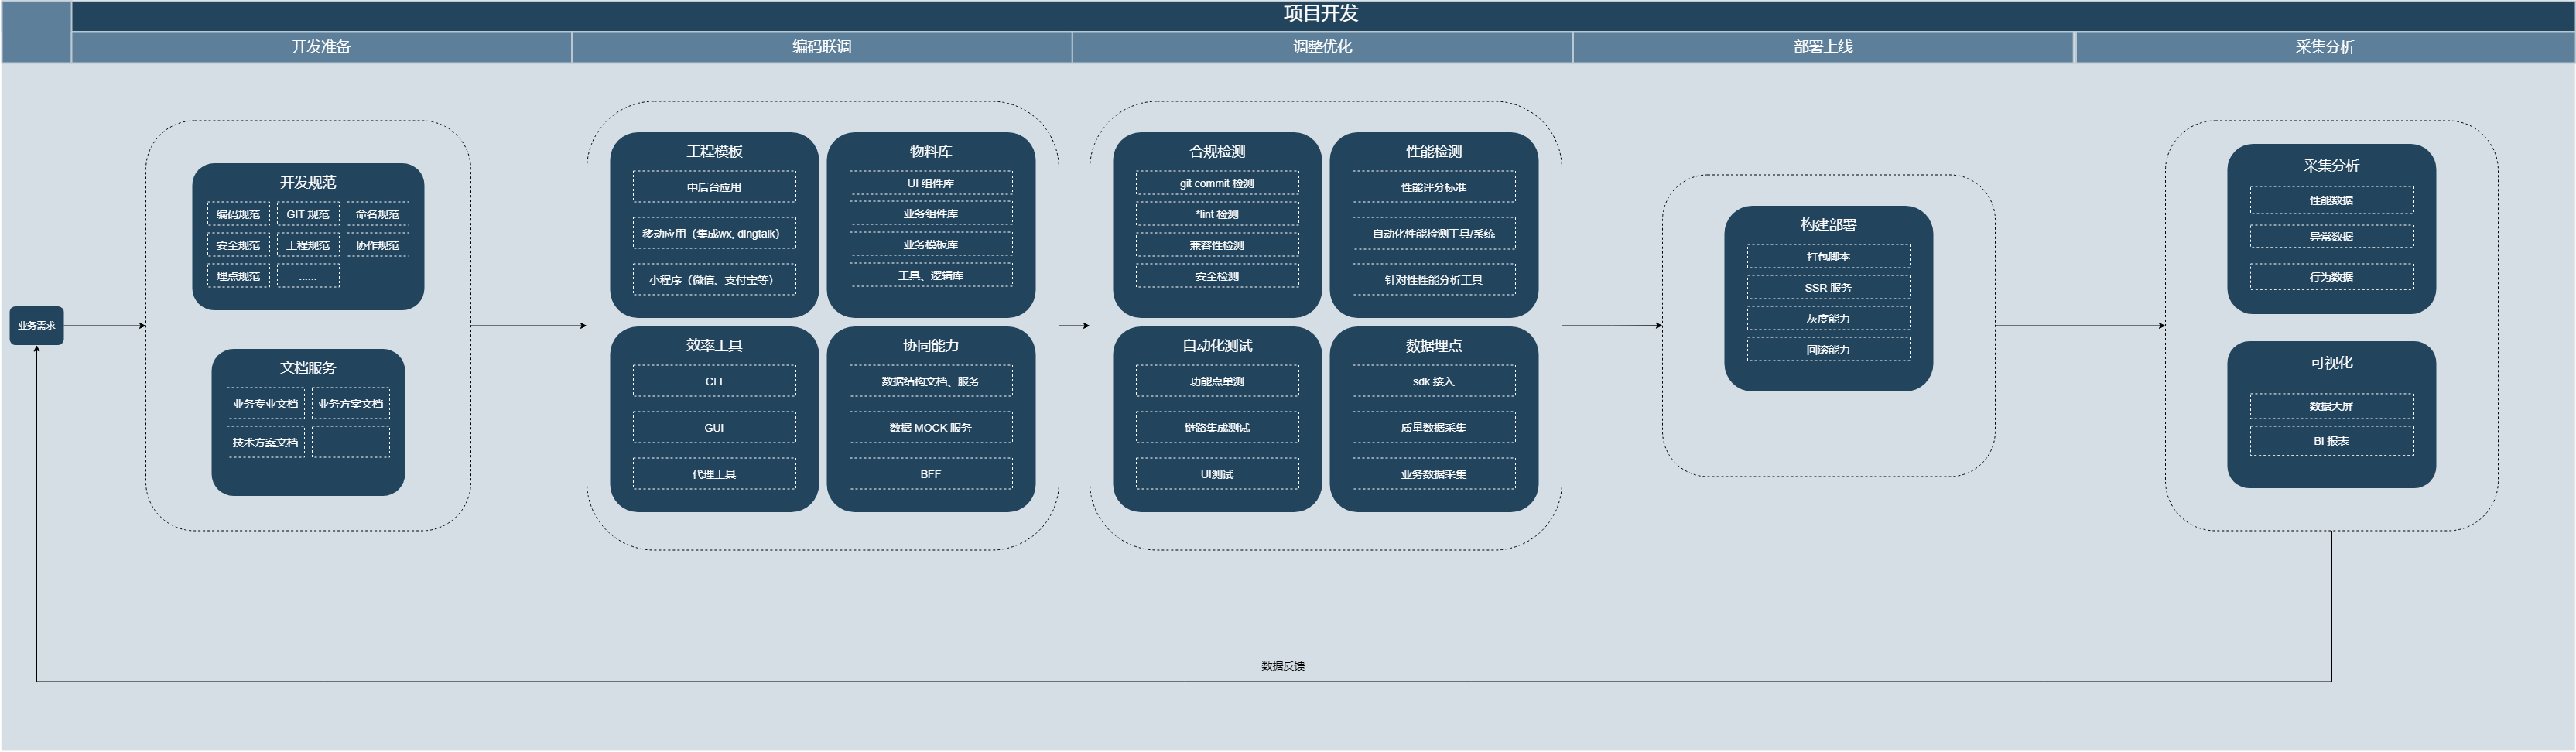 项目开发
开发准备
编码联调
调整优化
部署上线
采集分析
业务需求
开发规范
编码规范
GIT 规范
命名规范
安全规范
工程规范
协作规范
埋点规范
......
文档服务
业务专业文档
业务方案文档
技术方案文档
......
工程模板
中后台应用
移动应用（集成wx, dingtalk）
小程序（微信、支付宝等）
物料库
UI 组件库
业务组件库
业务模板库
工具、逻辑库
效率工具
CLI
GUI
代理工具
协同能力
数据结构文档、服务
数据 MOCK 服务
BFF
合规检测
git commit 检测
*lint 检测
兼容性检测
安全检测
性能检测
性能评分标准
自动化性能检测工具/系统
针对性性能分析工具
自动化测试
功能点单测
链路集成测试
UI测试
数据埋点
sdk 接入
质量数据采集
业务数据采集
构建部署
打包脚本
SSR 服务
灰度能力
回滚能力
采集分析
性能数据
异常数据
行为数据
可视化
数据大屏
BI 报表
数据反馈